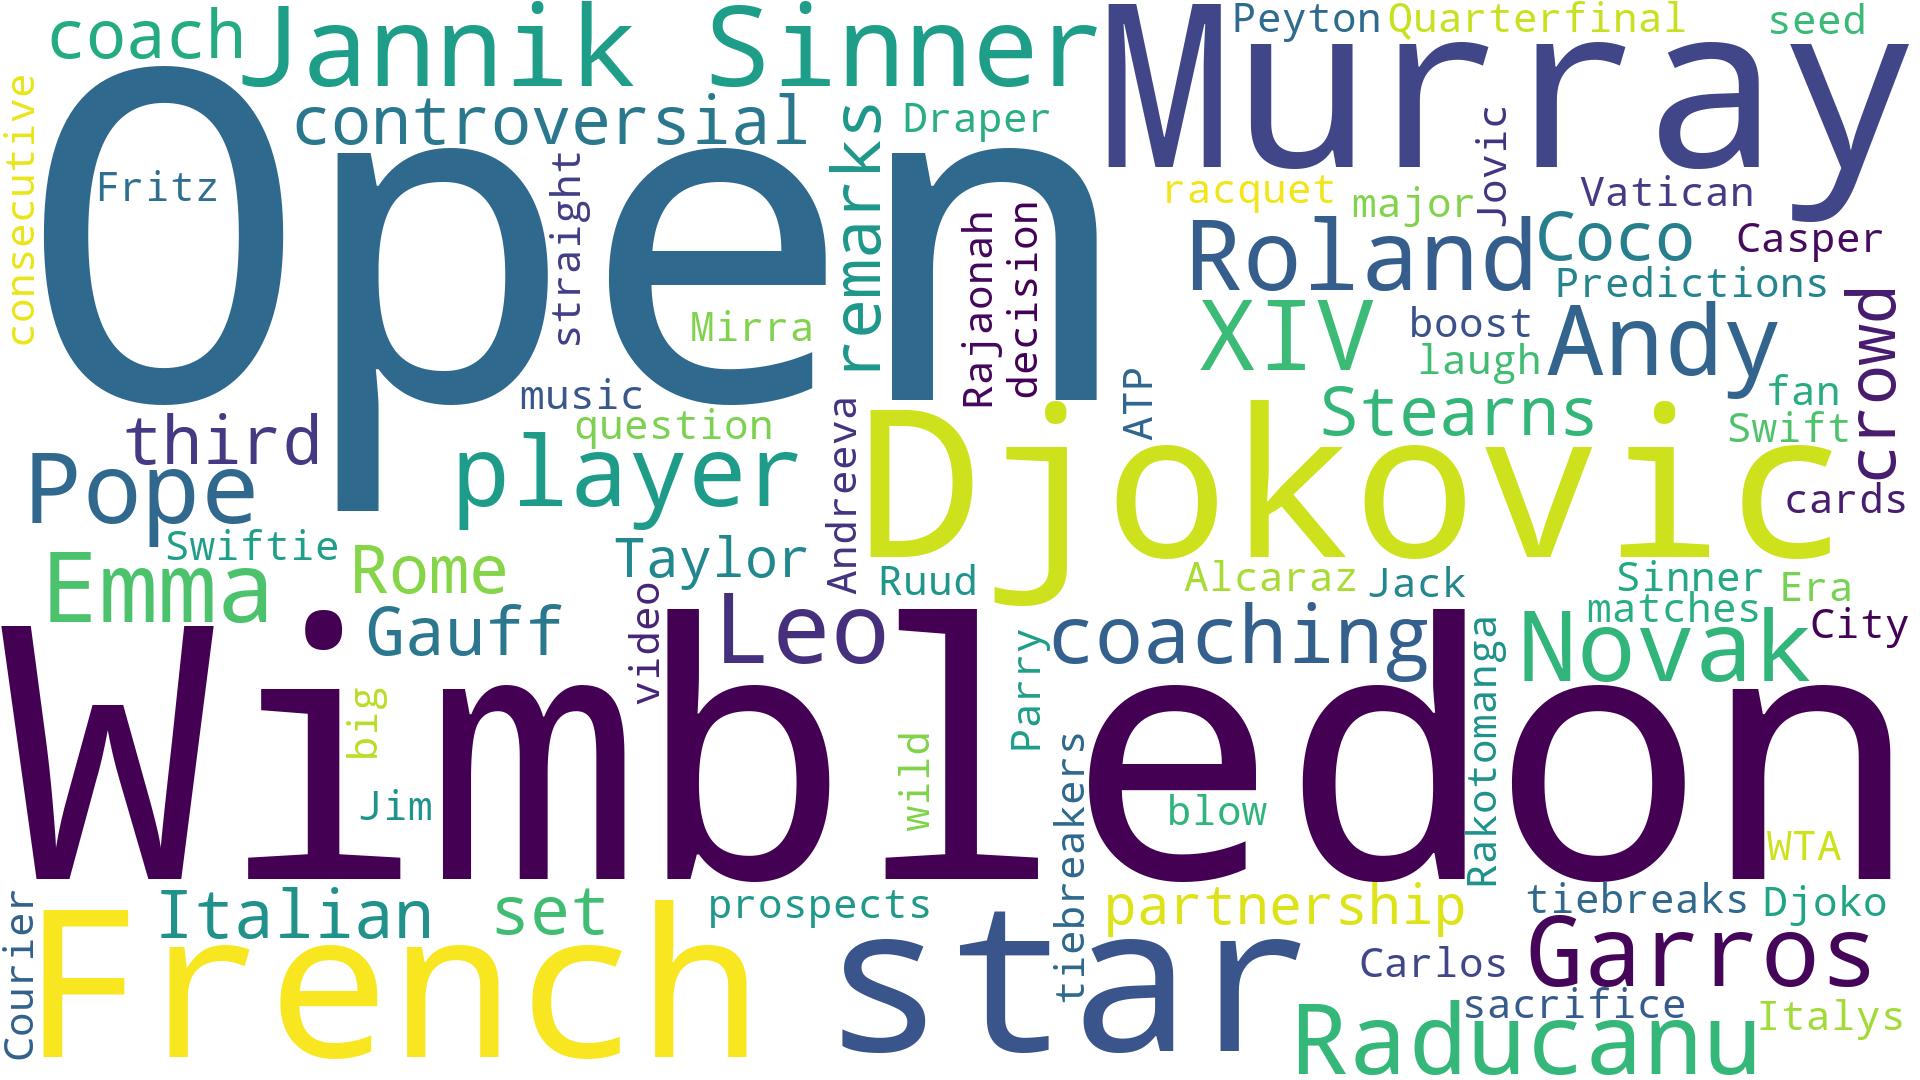 coach
Jannik Sinner
Murray
Peyton
Quarterfinal
seed
Open
controversial
consecutive
Fritz
straight
remarks
Draper
Jovic
racquet
major
Vatican
Roland
Coco
Casper
Predictions
Rajaonah
decision
Mirra
XIV
boost
laugh
Andy
crowd
music
question
third
Pope
player
Andreeva
ATP
Djokovic
Stearns
fan
Swift
cards
Swiftie
Emma
Rome
Taylor
Ruud
Alcaraz
Jack
Sinner
Era
matches
City
Gauff
video
Leo
coaching
Novak
Wimbledon
big
Jim
wild
Parry
tiebreakers
blow
Rakotomanga
WTA
Courier
Italian
set
prospects
partnership
tiebreaks
Djoko
French
star
Carlos
Garros
sacrifice
Raducanu
Italys